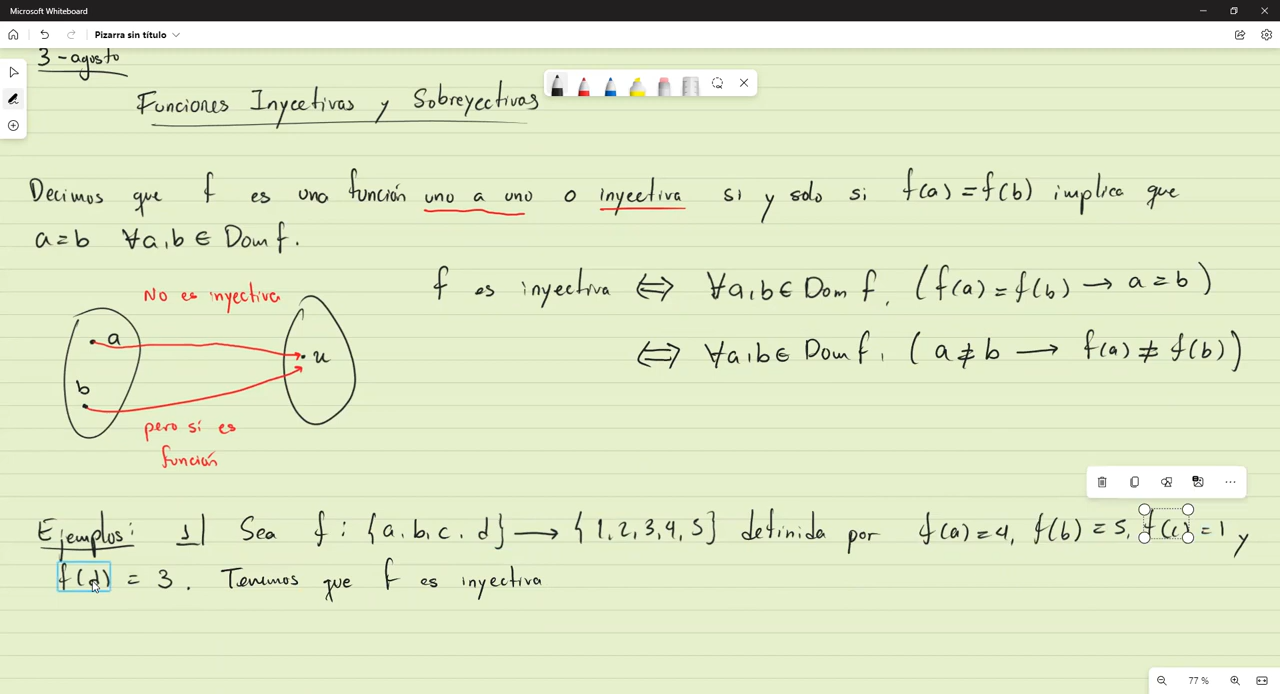 Microsoft Whiteboard
Pizarra sin título
3-agosto
Funciones Inyectivas y Sobreyectivas
Decimos que f es una función uno a uno o inyectiva si y solo si f(a) = f(b) implica que
a = b ∀a,b ∈ Dom f.
f es inyectiva ⟺ ∀a,b ∈ Dom f, (f(a) = f(b) → a = b)
⟺ ∀a,b ∈ Dom f, (a ≠ b → f(a) ≠ f(b))
No es inyectiva
a
u
b
pero sí es
función
Ejemplos: 1) Sea f : {a, b, c, d} → {1, 2, 3, 4, 5} definida por f(a) = 4, f(b) = 5, f(c) = 1 y
f(d) = 3. Tenemos que f es inyectiva
77 %